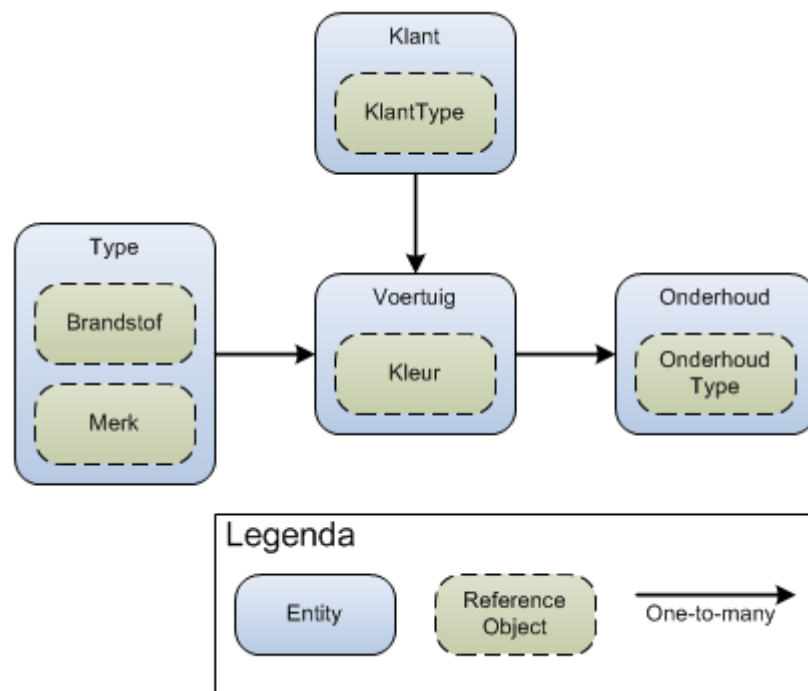 Klant
KlantType
Type
Brandstof
Merk
Voertuig
Kleur
Onderhoud
Onderhoud
Type
Legenda
Entity
Reference
Object
One-to-many